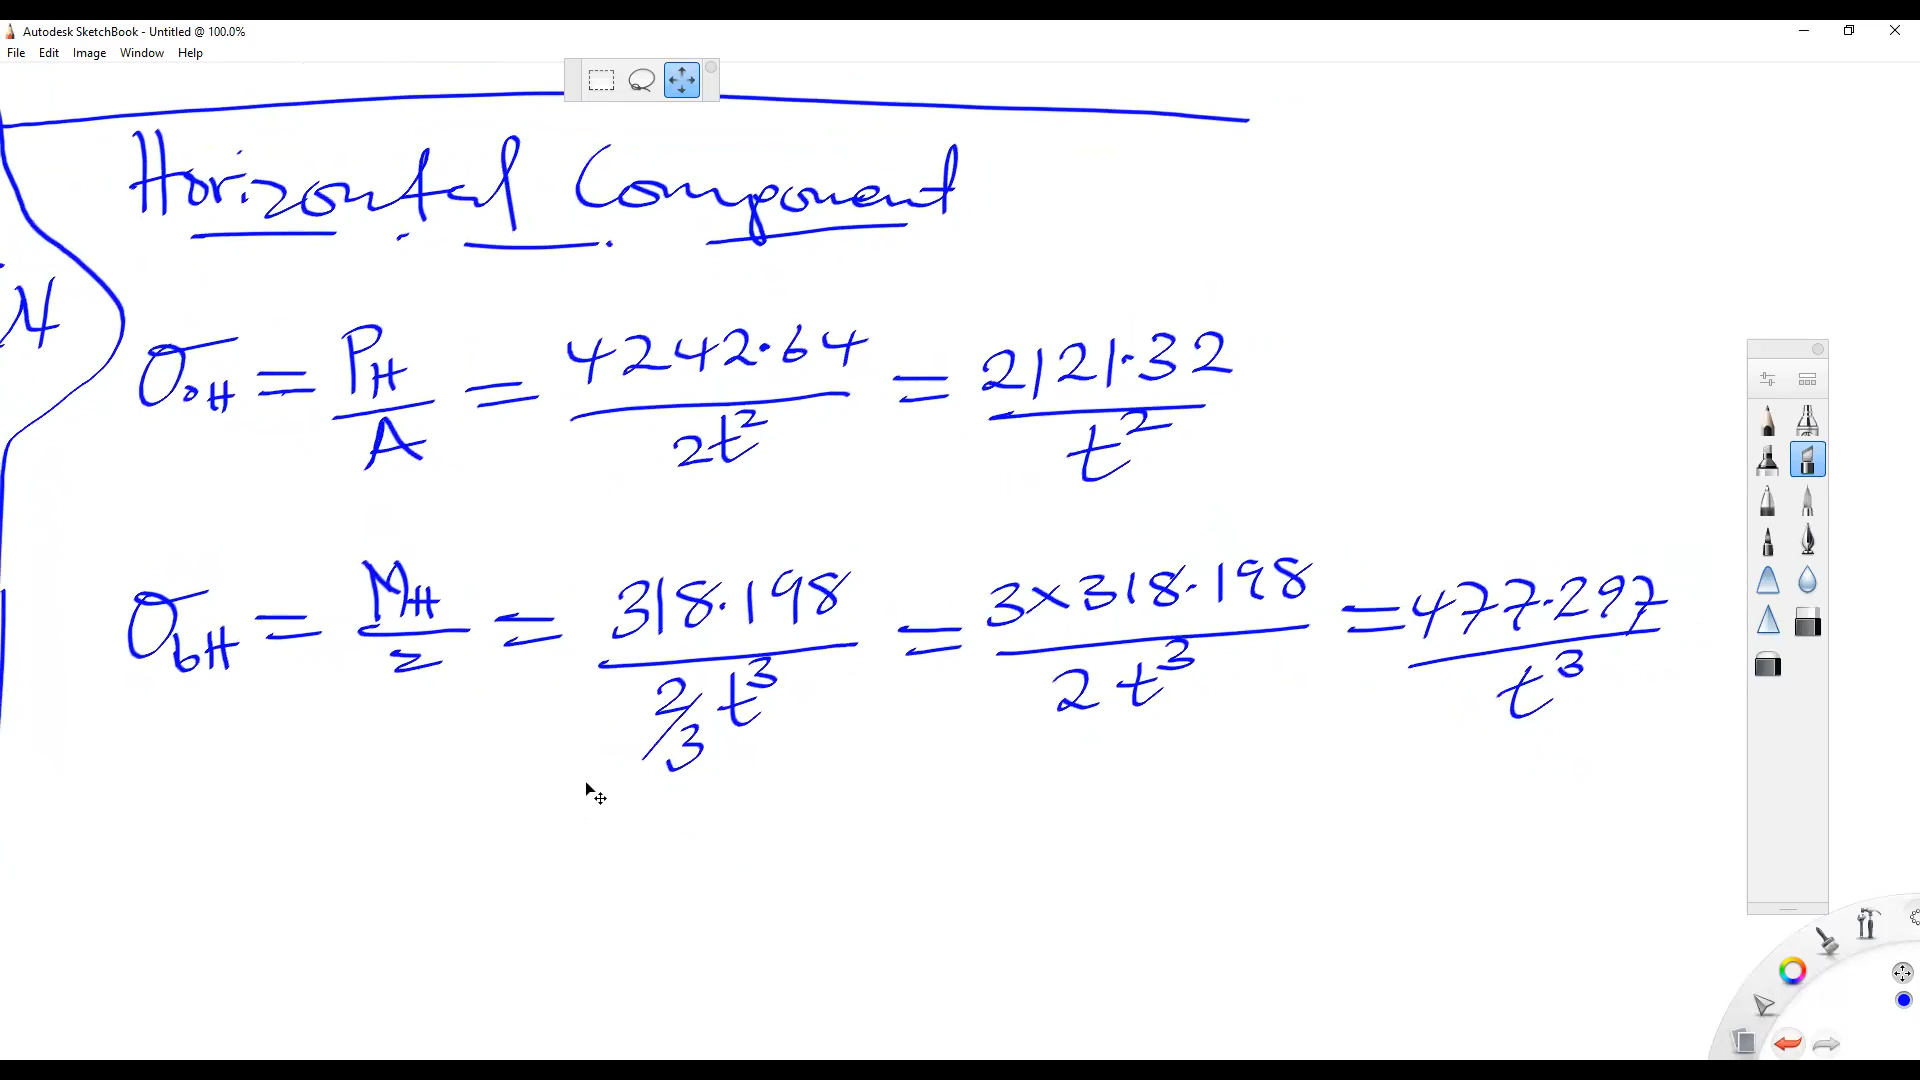 Autodesk SketchBook - Untitled @ 100.0%
File Edit Image Window Help
Horizontal Component
N
σoH = PH/A = 4242.64/2t² = 2121.32/t²
σbH = MH/z = 318.198/(2/3 t³) = 3×318.198/2t³ = 477.297/t³